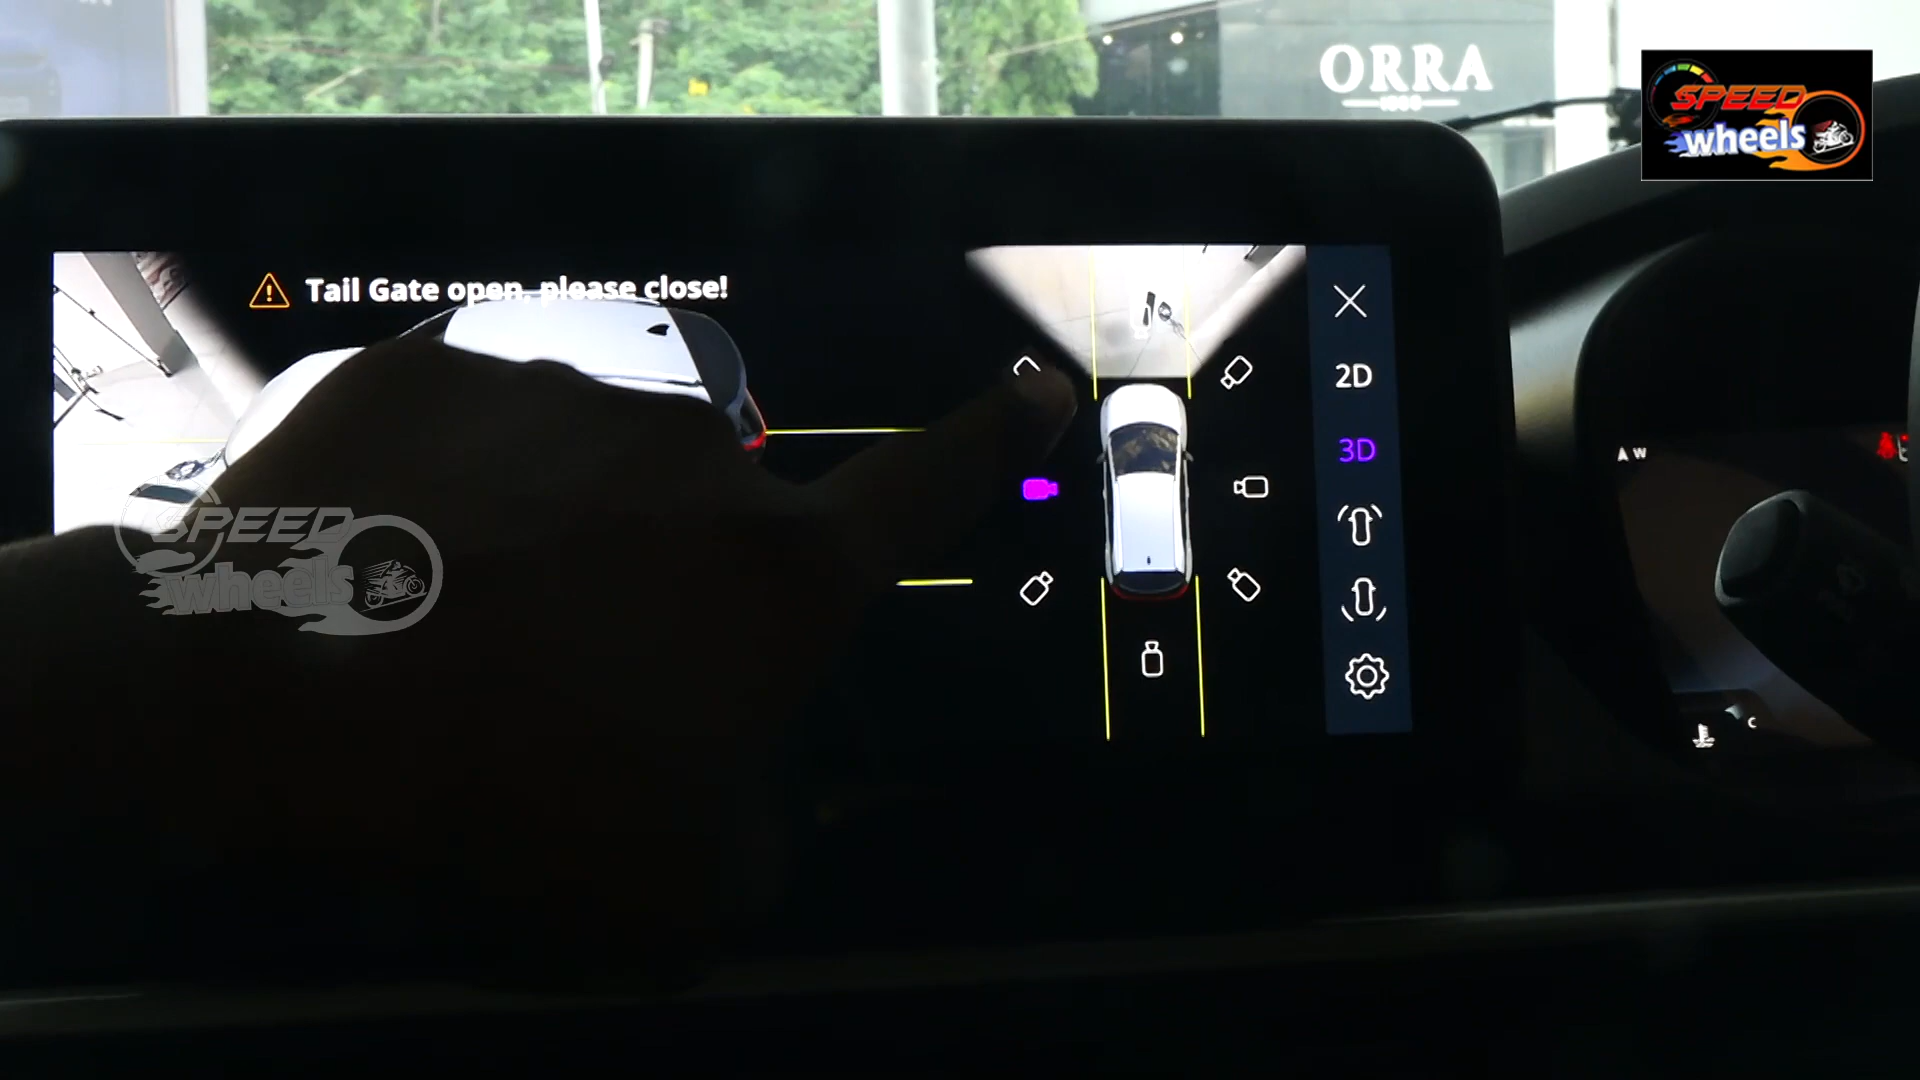 ORRA
SPEED
wheels
Tail Gate open, please close!
2D
3D
W
SPEED
wheels
C